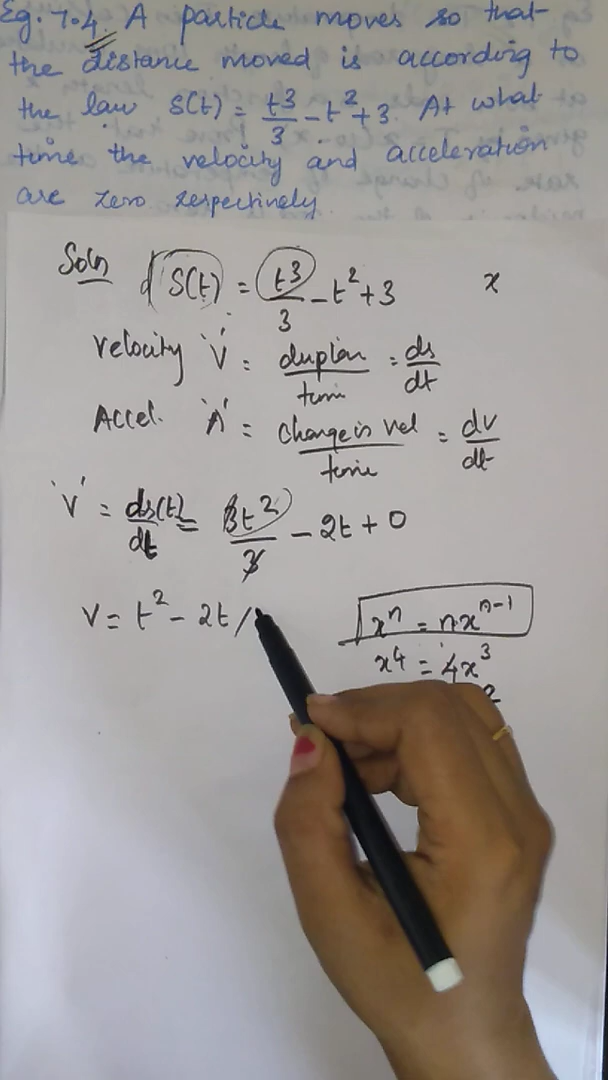 Eg. 7.4. A particle moves so that
the distance moved is according to
the law S(t) = t³/3 - t² + 3. At what
time the velocity and acceleration
are zero respectively
Soln S(t) = t³/3 - t² + 3 x
velocity 'V' = /time = ds/dt
Accel. 'A' = change in vel/time = dv/dt
'V' = ds(t)/dt = 3t²/3 - 2t + 0
V = t² - 2t //
xⁿ = nxⁿ⁻¹
x⁴ = 4x³
2